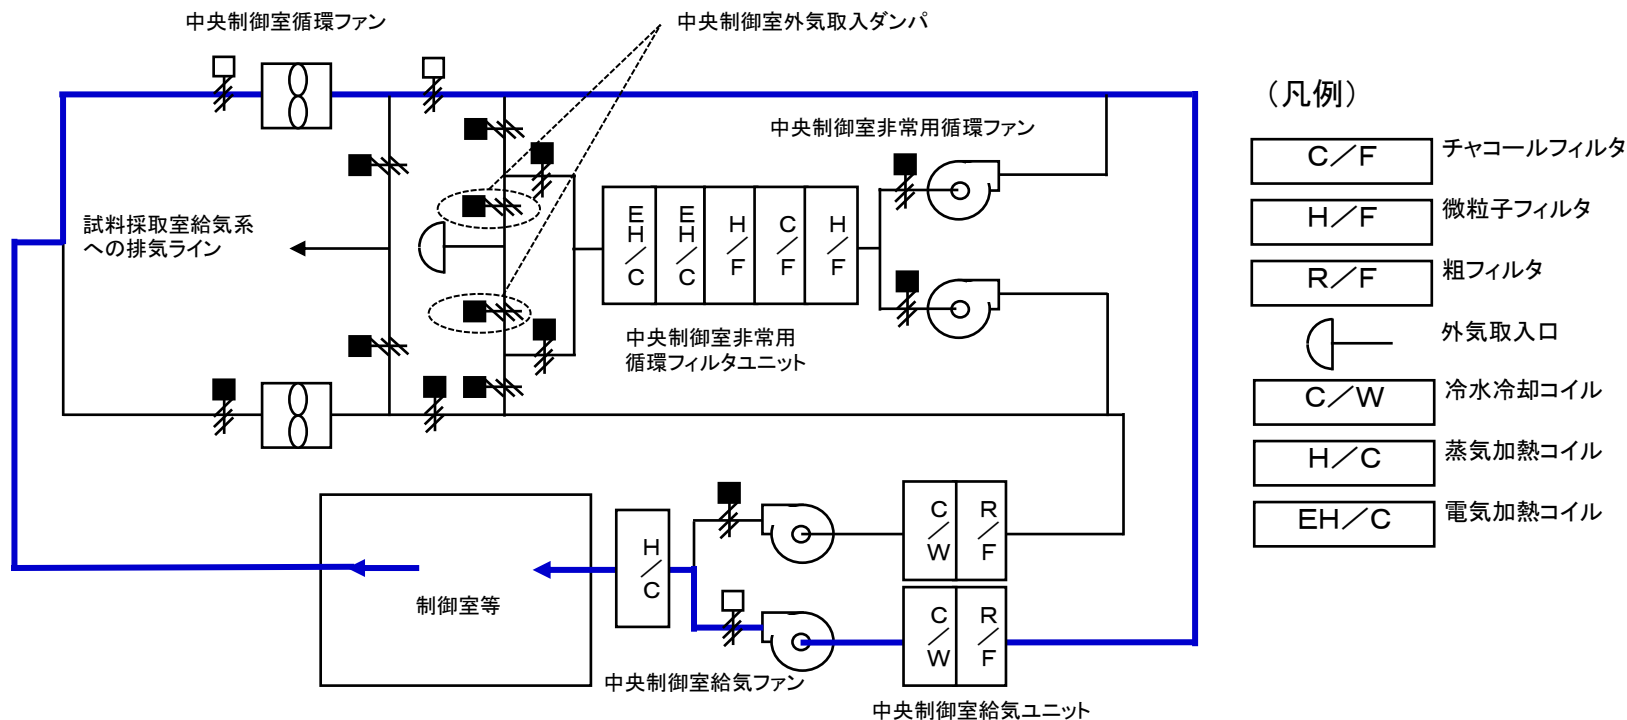 中央制御室循環ファン
中央制御室外気取入ダンパ
(凡例)
中央制御室非常用循環ファン
C/F
チャコールフィルタ
H/F
微粒子フィルタ
R/F
粗フィルタ
外気取入口
C/W
冷水冷却コイル
H/C
蒸気加熱コイル
EH/C
電気加熱コイル
試料採取室給気系
への排気ライン
EH/C
EH/C
H/F
C/F
H/F
中央制御室非常用
循環フィルタユニット
C/W
R/F
H/C
制御室等
C/W
R/F
中央制御室給気ファン
中央制御室給気ユニット